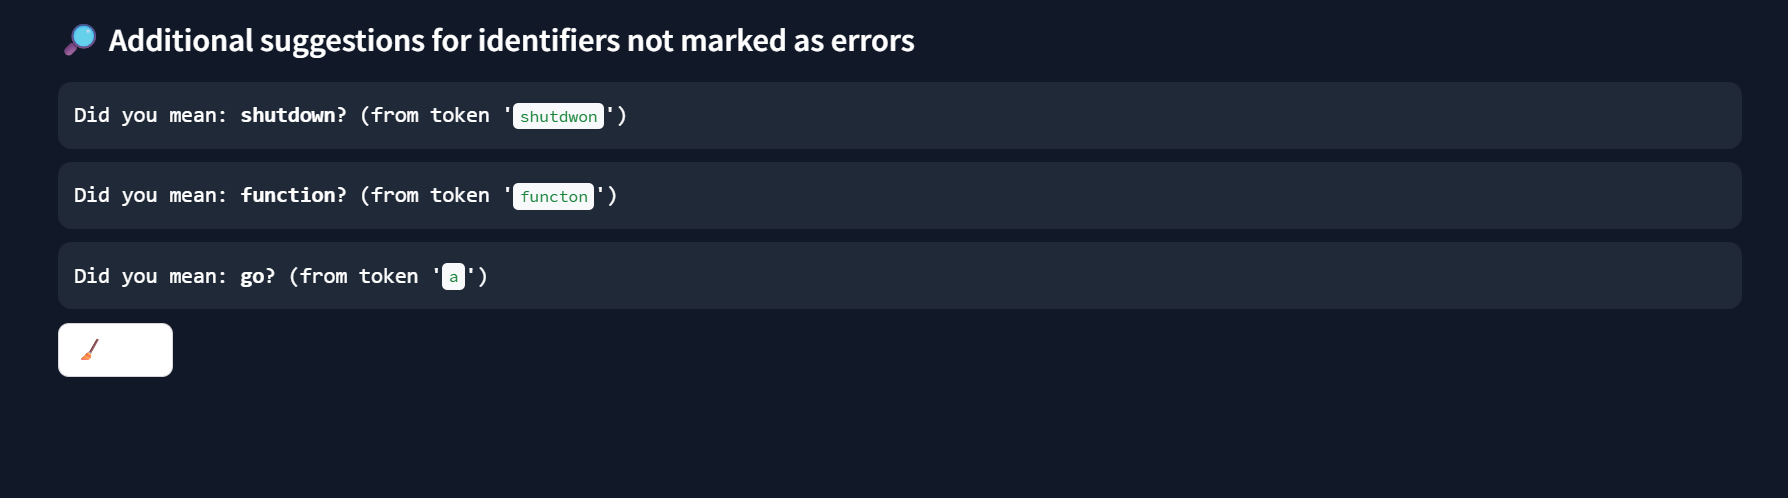 🔎 Additional suggestions for identifiers not marked as errors
Did you mean: shutdown? (from token 'shutdwon')
Did you mean: function? (from token 'functon')
Did you mean: go? (from token 'a')